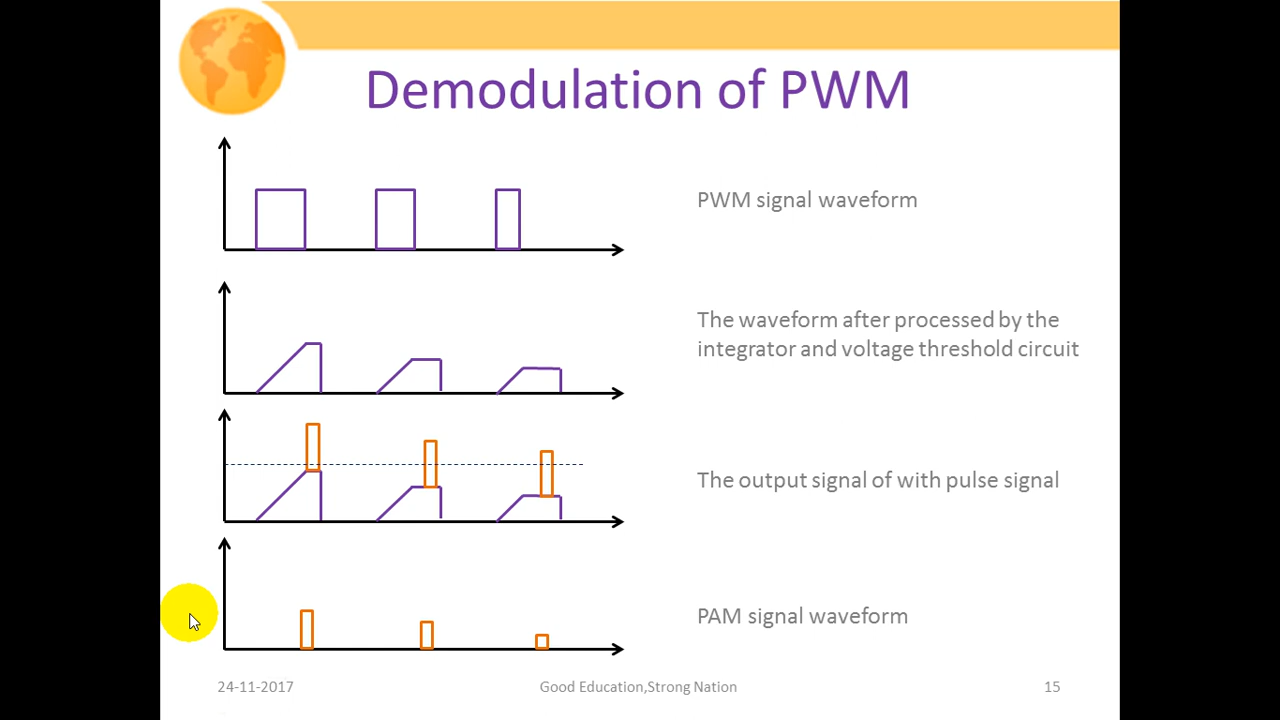 Demodulation of PWM
PWM signal waveform
The waveform after processed by the
integrator and voltage threshold circuit
The output signal of with pulse signal
PAM signal waveform
24-11-2017
Good Education,Strong Nation
15